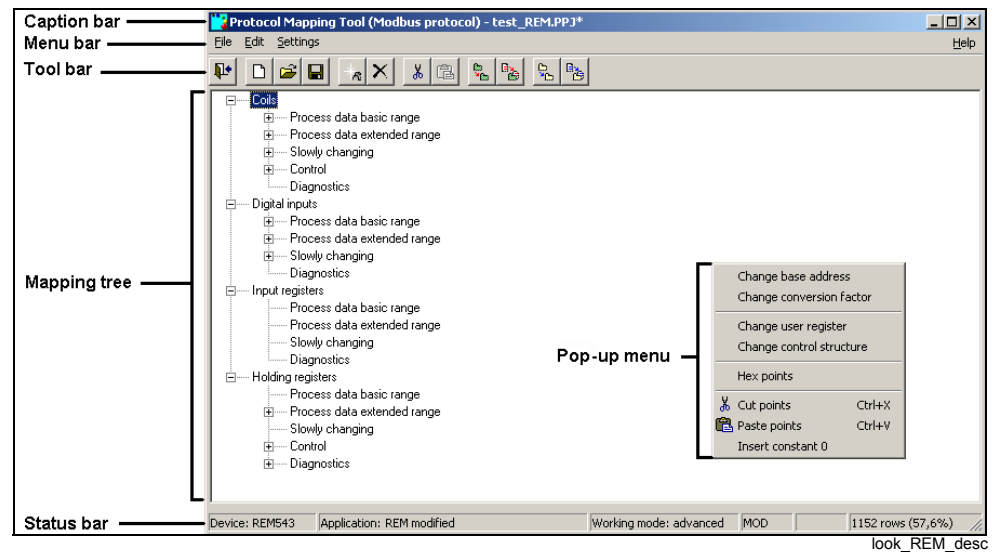 Caption bar
Protocol Mapping Tool (Modbus protocol) - test_REM.PPJ*
Menu bar
File Edit Settings Help
Tool bar
Mapping tree
Coils
Process data basic range
Process data extended range
Slowly changing
Control
Diagnostics
Digital inputs
Process data basic range
Process data extended range
Slowly changing
Diagnostics
Input registers
Process data basic range
Process data extended range
Slowly changing
Diagnostics
Holding registers
Process data basic range
Process data extended range
Slowly changing
Control
Diagnostics
Pop-up menu
Change base address
Change conversion factor
Change user register
Change control structure
Hex points
Cut points Ctrl+X
Paste points Ctrl+V
Insert constant 0
Status bar
Device: REM543 Application: REM modified Working mode: advanced MOD 1152 rows (57,6%)
look_REM_desc